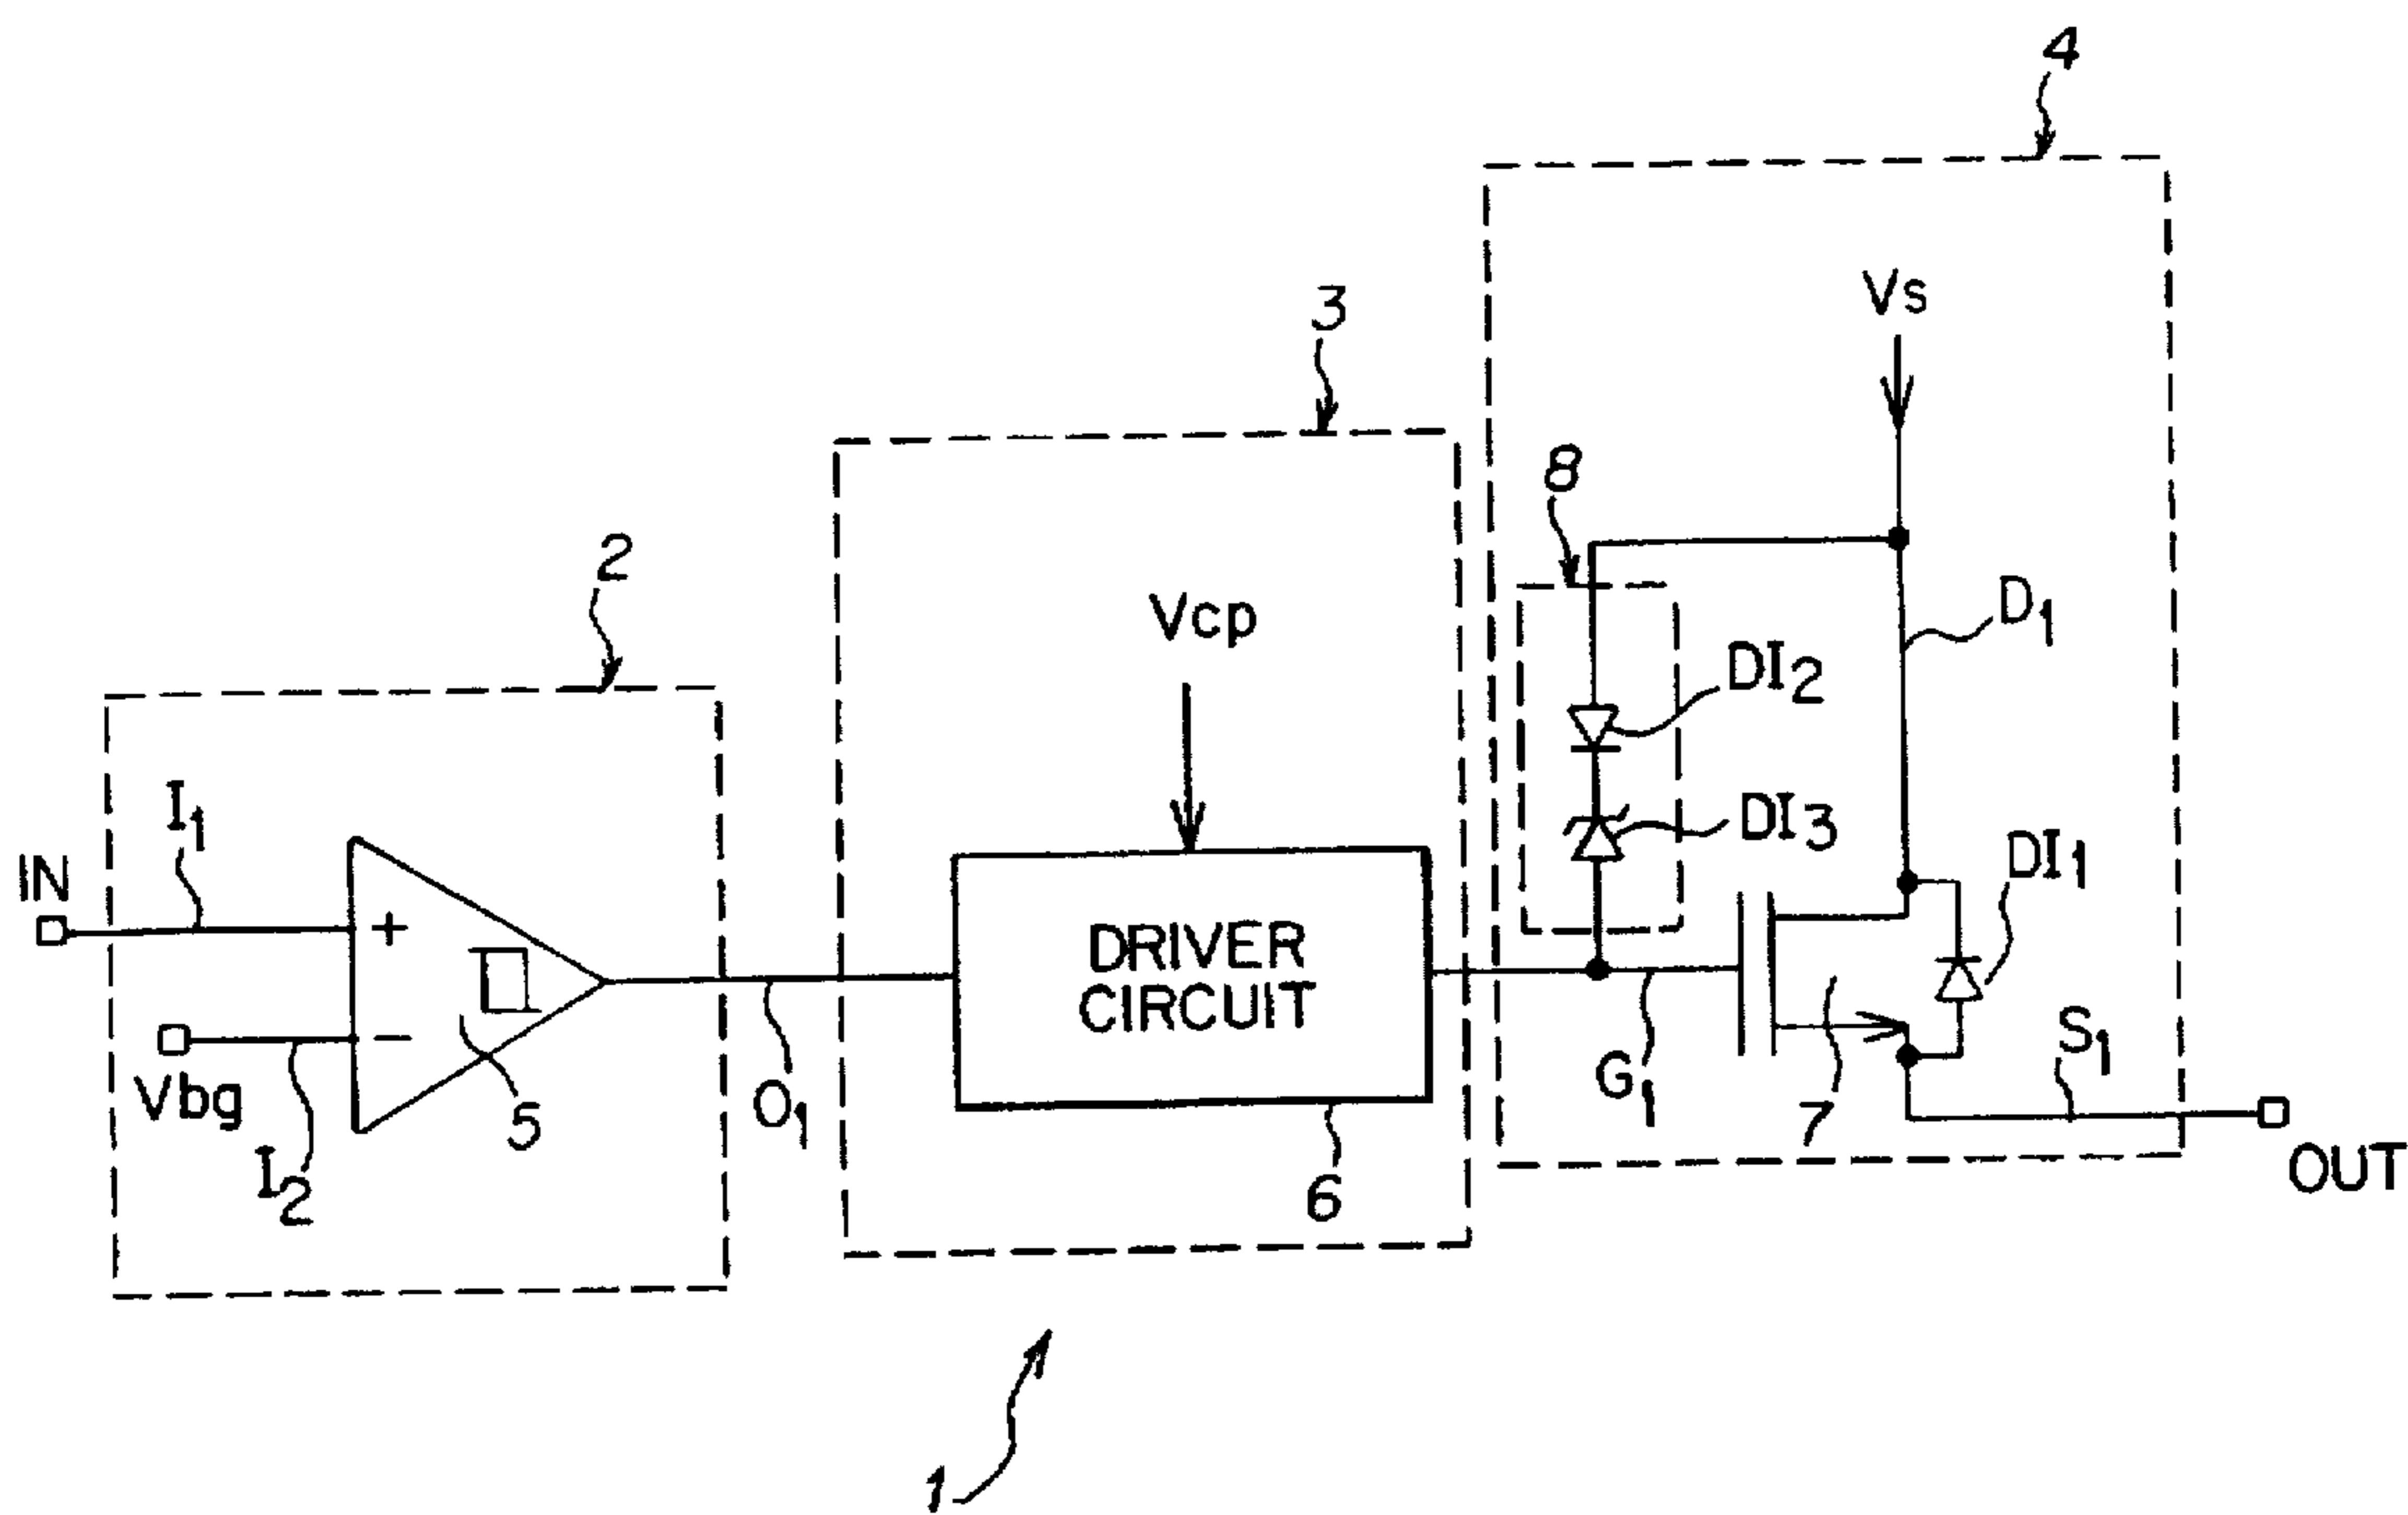 4
3
Vs
8
2
Vcp
D1
DI2
I1
DI3
DI1
IN
+
DRIVER
CIRCUIT
−
S1
Vbg
G1
O1
5
7
I2
6
OUT
1